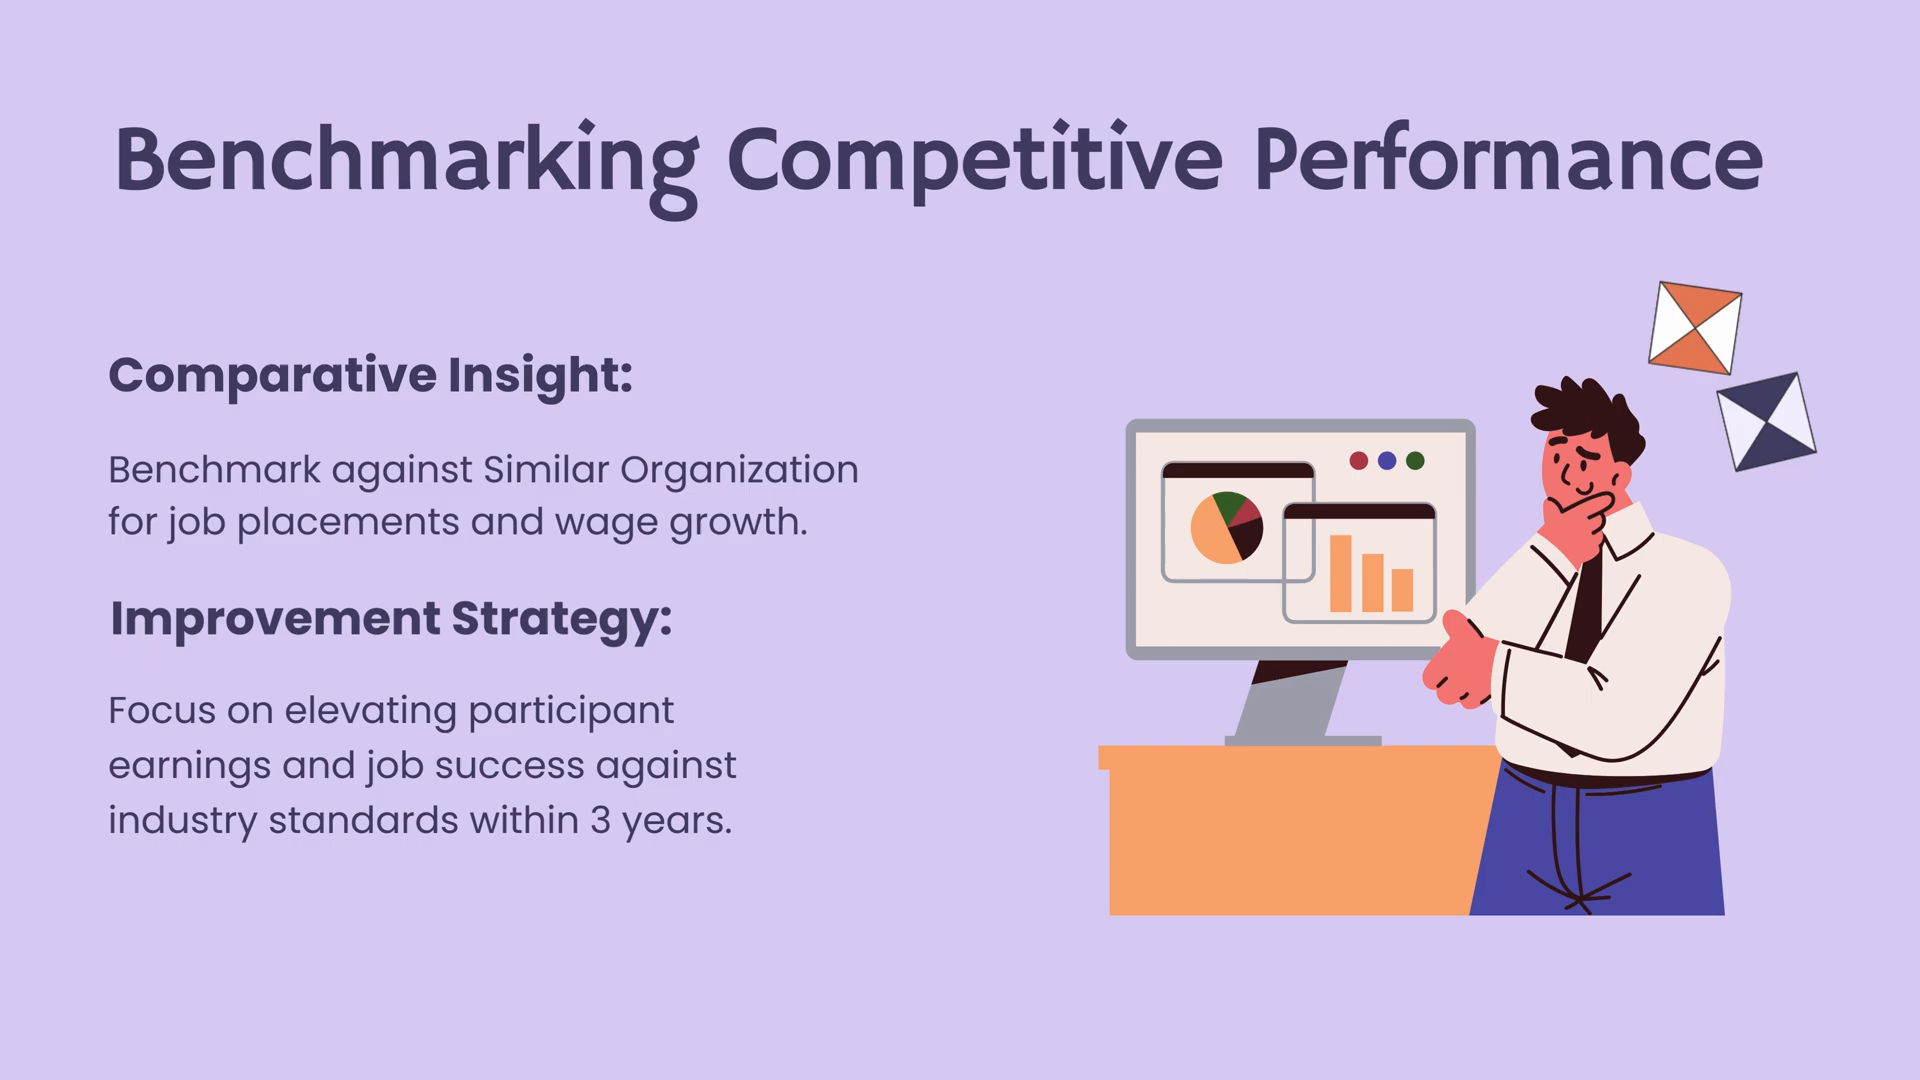 Benchmarking Competitive Performance
Comparative Insight:
Benchmark against Similar Organization
for job placements and wage growth.
Improvement Strategy:
Focus on elevating participant
earnings and job success against
industry standards within 3 years.